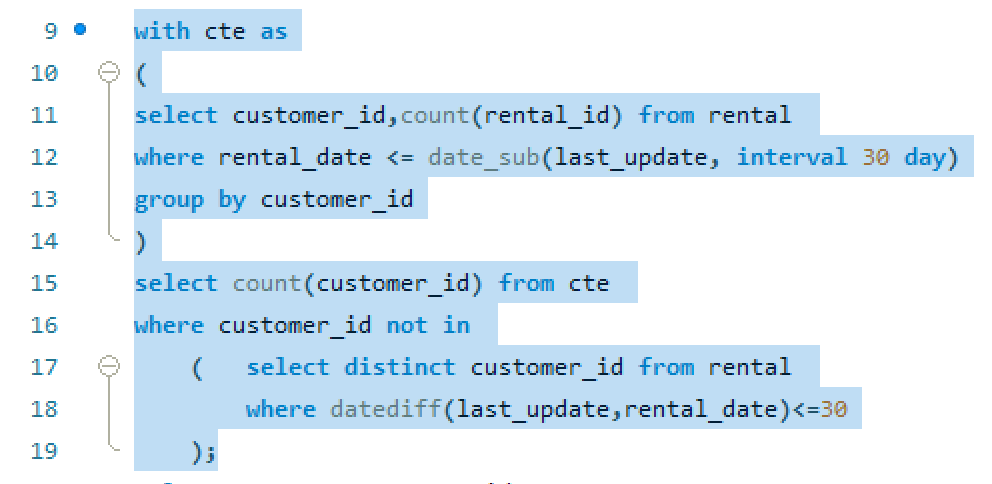 9 with cte as
10 (
11 select customer_id,count(rental_id) from rental
12 where rental_date <= date_sub(last_update, interval 30 day)
13 group by customer_id
14 )
15 select count(customer_id) from cte
16 where customer_id not in
17 ( select distinct customer_id from rental
18 where datediff(last_update,rental_date)<=30
19 );